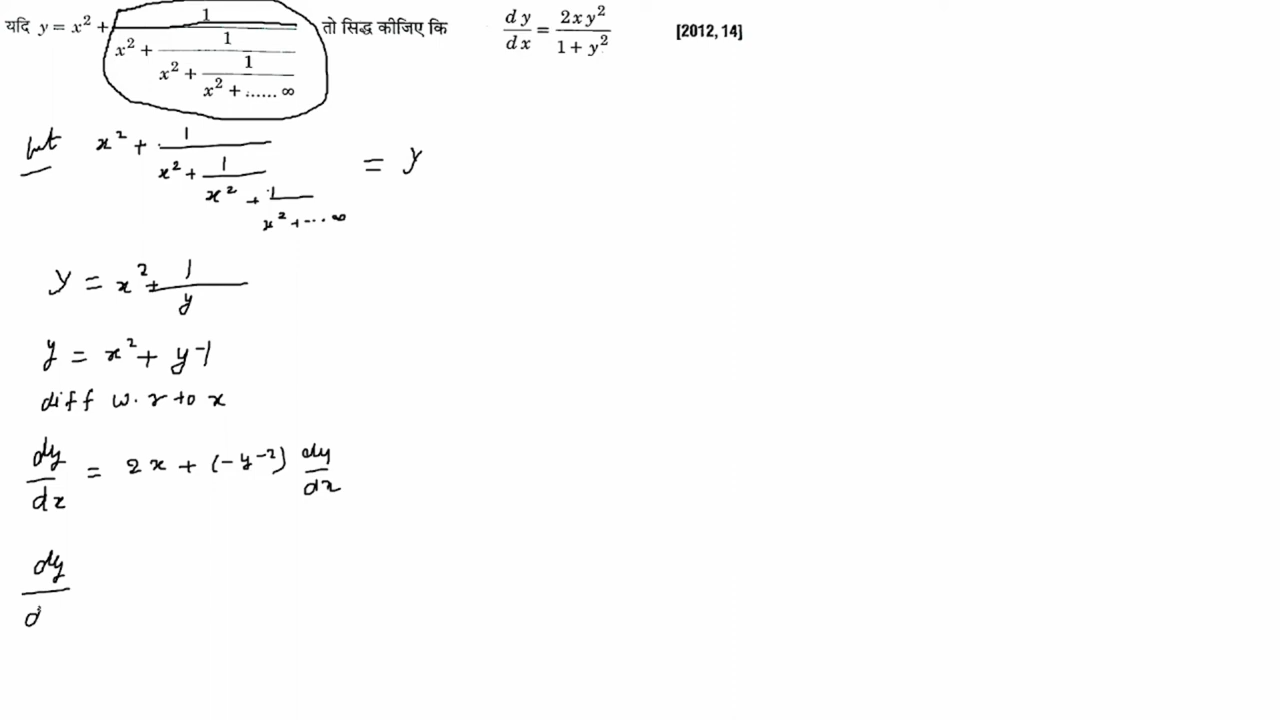 यदि y = x² + 1/(x² + 1/(x² + 1/(x² + ...... ∞))) तो सिद्ध कीजिए कि dy/dx = 2xy²/(1 + y²) [2012, 14]
but x² + 1/(x² + 1/(x² + 1/(x² + ... ∞))) = y
y = x² + 1/y
y = x² + y-1
diff w.r to x
dy/dx = 2x + (-y-2) dy/dx
dy/d